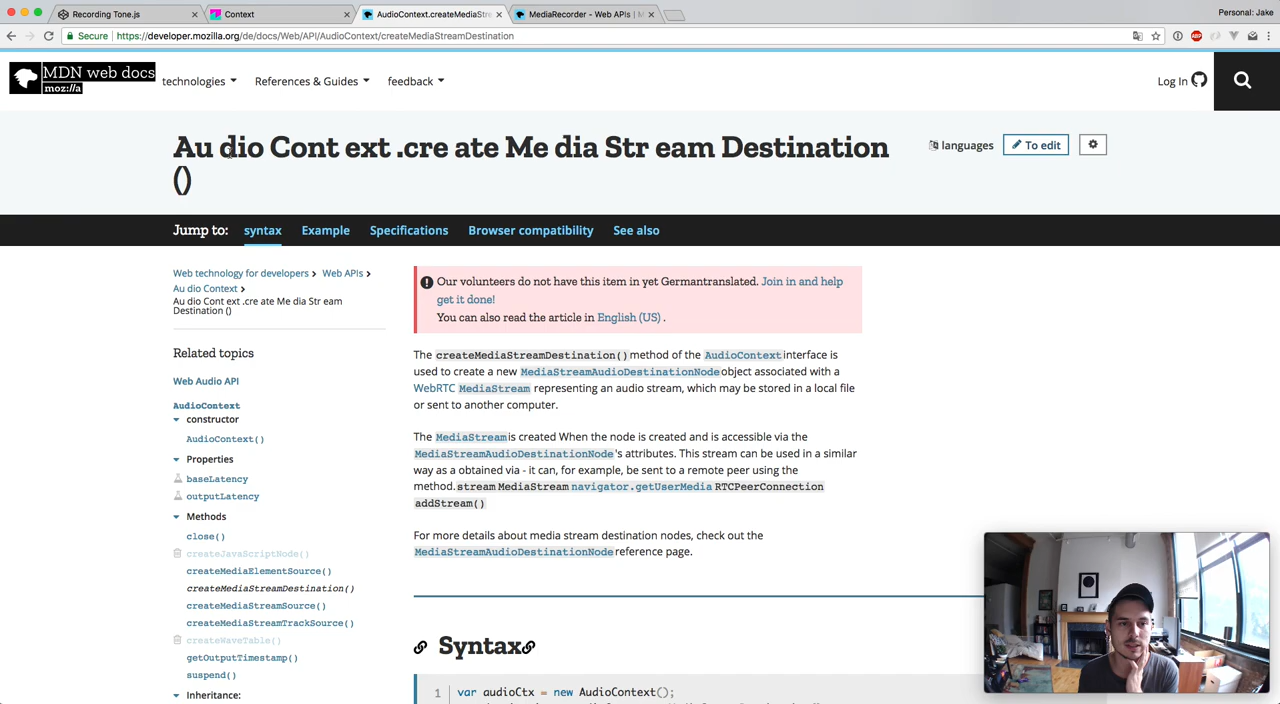 Recording Tone.js
Context
AudioContext.createMediaStre
MediaRecorder - Web APIs | M
Personal: Jake
Secure
https://developer.mozilla.org/de/docs/Web/API/AudioContext/createMediaStreamDestination
MDN web docs
moz://a
technologies
References & Guides
feedback
Log In
Au dio Cont ext .cre ate Me dia Str eam Destination
()
languages
To edit
Jump to:
syntax
Example
Specifications
Browser compatibility
See also
Web technology for developers
Web APIs
Au dio Context
Au dio Cont ext .cre ate Me dia Str eam
Destination ()
Related topics
Web Audio API
AudioContext
constructor
AudioContext()
Properties
baseLatency
outputLatency
Methods
close()
createJavaScriptNode()
createMediaElementSource()
createMediaStreamDestination()
createMediaStreamSource()
createMediaStreamTrackSource()
createWaveTable()
getOutputTimestamp()
suspend()
Inheritance:
Our volunteers do not have this item in yet Germantranslated. Join in and help
get it done!
You can also read the article in English (US) .
The createMediaStreamDestination() method of the AudioContext interface is
used to create a new MediaStreamAudioDestinationNode object associated with a
WebRTC MediaStream representing an audio stream, which may be stored in a local file
or sent to another computer.
The MediaStream is created When the node is created and is accessible via the
MediaStreamAudioDestinationNode 's attributes. This stream can be used in a similar
way as a obtained via - it can, for example, be sent to a remote peer using the
method. stream MediaStream navigator.getUserMedia RTCPeerConnection
addStream()
For more details about media stream destination nodes, check out the
MediaStreamAudioDestinationNode reference page.
Syntax
1 var audioCtx = new AudioContext();